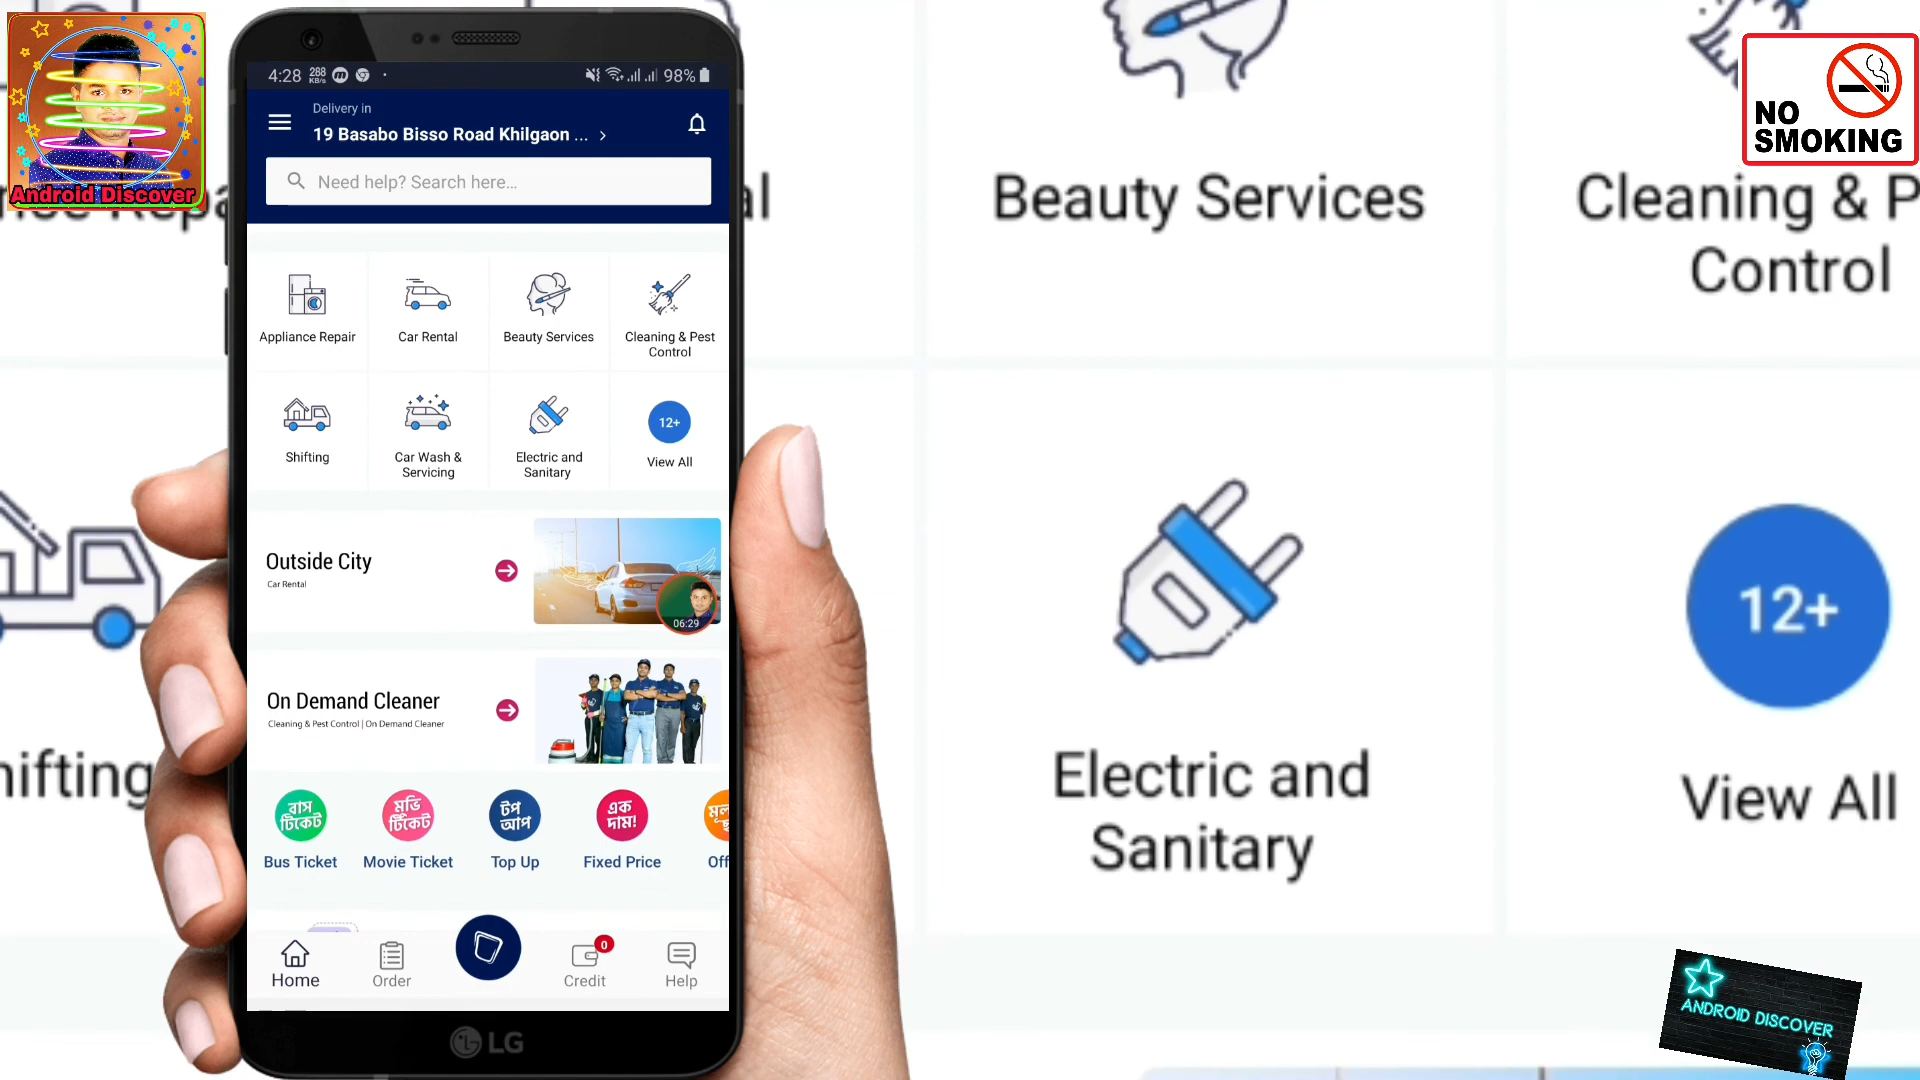 Android Discover
4:28
288
KB/s
98%
Delivery in
19 Basabo Bisso Road Khilgaon ...
Need help? Search here...
Appliance Repair
Car Rental
Beauty Services
Cleaning & Pest
Control
Shifting
Car Wash &
Servicing
Electric and
Sanitary
12+
View All
Outside City
Car Rental
06:29
On Demand Cleaner
Cleaning & Pest Control | On Demand Cleaner
বাস
টিকেট
মুভি
টিকেট
টপ
আপ
এক
দাম!
Bus Ticket
Movie Ticket
Top Up
Fixed Price
Off
Home
Order
0
Credit
Help
LG
Beauty Services
Cleaning & P
Control
hifting
Electric and
Sanitary
12+
View All
NO
SMOKING
ANDROID DISCOVER